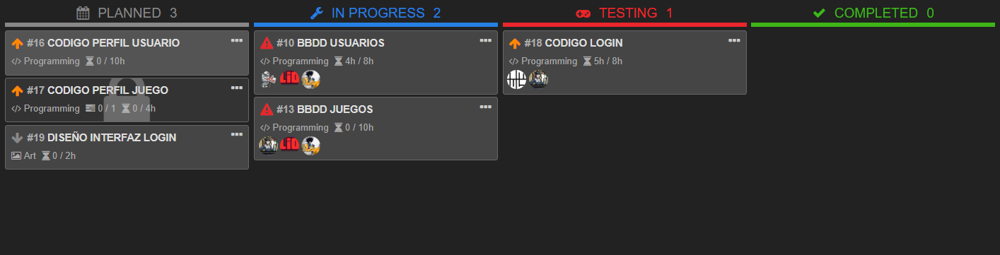 PLANNED 3
#16 CODIGO PERFIL USUARIO
Programming 0 / 10h
#17 CODIGO PERFIL JUEGO
Programming 0 / 1 0 / 4h
#19 DISEÑO INTERFAZ LOGIN
Art 0 / 2h
IN PROGRESS 2
#10 BBDD USUARIOS
Programming 4h / 8h
LIO
#13 BBDD JUEGOS
Programming 0 / 10h
LIO
TESTING 1
#18 CODIGO LOGIN
Programming 5h / 8h
COMPLETED 0